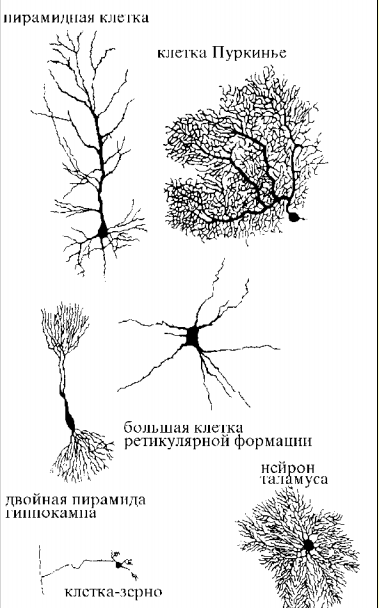 пирамидная клетка
клетка Пуркинье
большая клетка
ретикулярной формации
двойная пирамида
гиппокампа
нейрон
таламуса
клетка-зерно